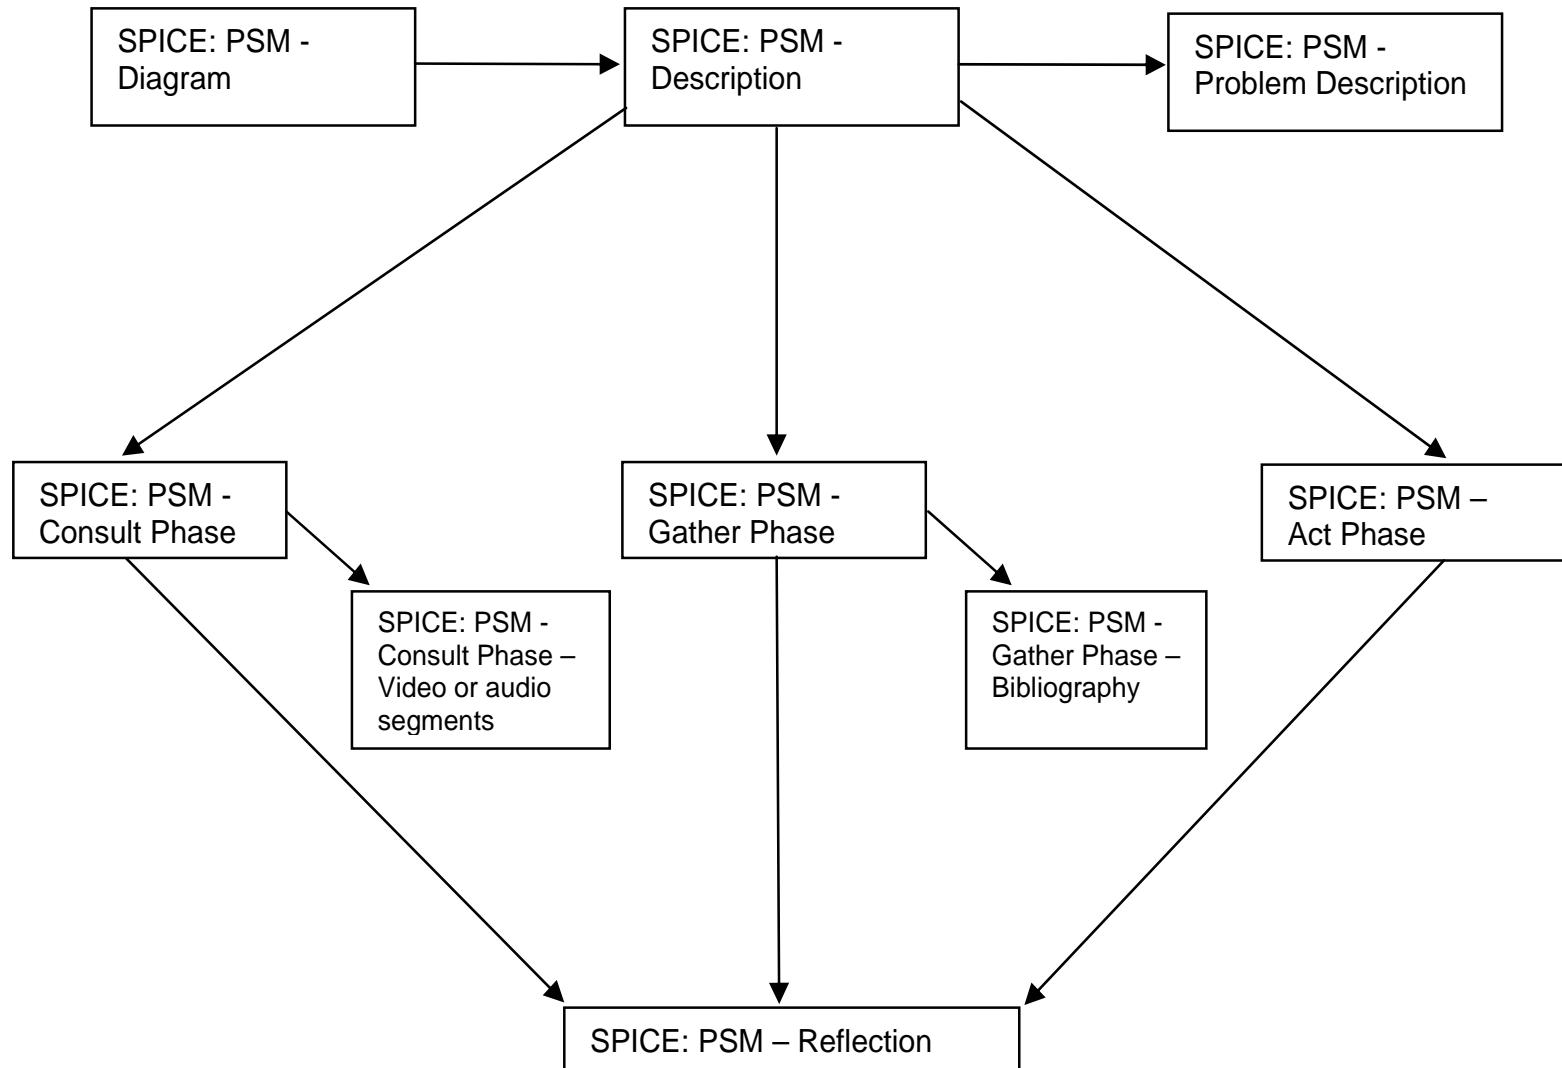 SPICE: PSM -
Diagram
SPICE: PSM -
Description
SPICE: PSM -
Problem Description
SPICE: PSM -
Consult Phase
SPICE: PSM -
Gather Phase
SPICE: PSM –
Act Phase
SPICE: PSM -
Consult Phase –
Video or audio
segments
SPICE: PSM -
Gather Phase –
Bibliography
SPICE: PSM – Reflection